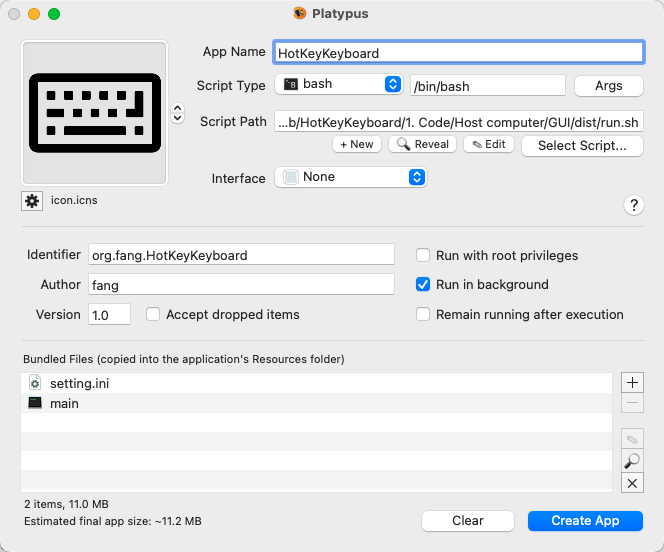 Platypus
App Name HotKeyKeyboard
Script Type bash /bin/bash Args
Script Path ...b/HotKeyKeyboard/1. Code/Host computer/GUI/dist/run.sh
+ New Reveal Edit Select Script...
Interface None
icon.icns ?
Identifier org.fang.HotKeyKeyboard Run with root privileges
Author fang Run in background
Version 1.0 Accept dropped items Remain running after execution
Bundled Files (copied into the application's Resources folder)
setting.ini
main
2 items, 11.0 MB
Estimated final app size: ~11.2 MB
Clear Create App